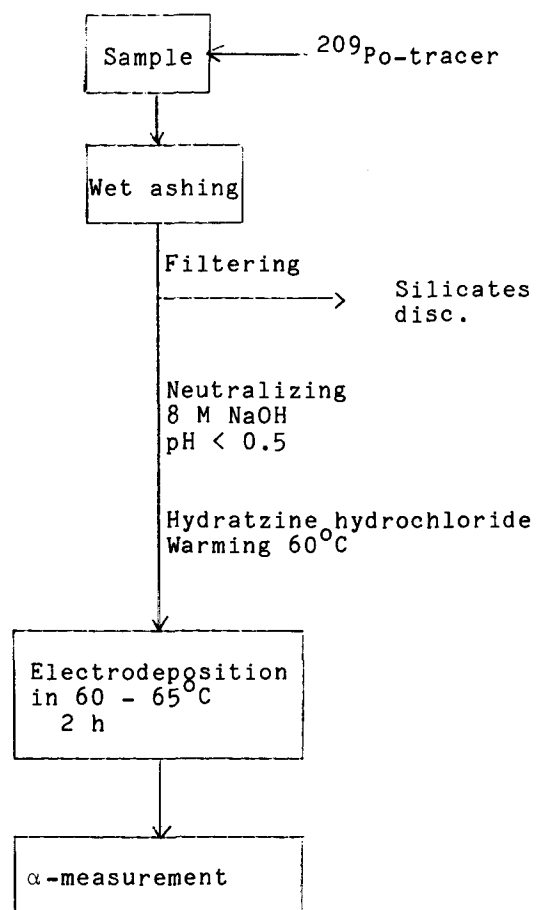 Sample
²⁰⁹Po-tracer
Wet ashing
Filtering
Silicates
disc.
Neutralizing
8 M NaOH
pH < 0.5
Hydratzine hydrochloride
Warming 60°C
Electrodeposition
in 60 - 65°C
2 h
α-measurement